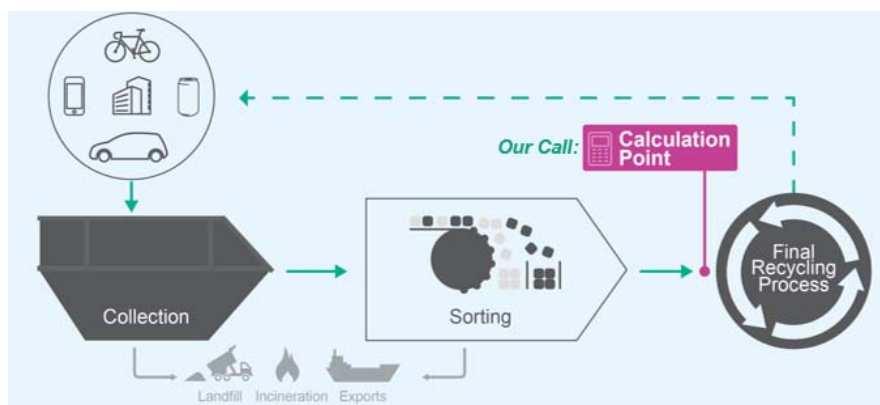 Our Call:
Calculation
Point
Collection
Sorting
Final
Recycling
Process
Landfill Incineration Exports